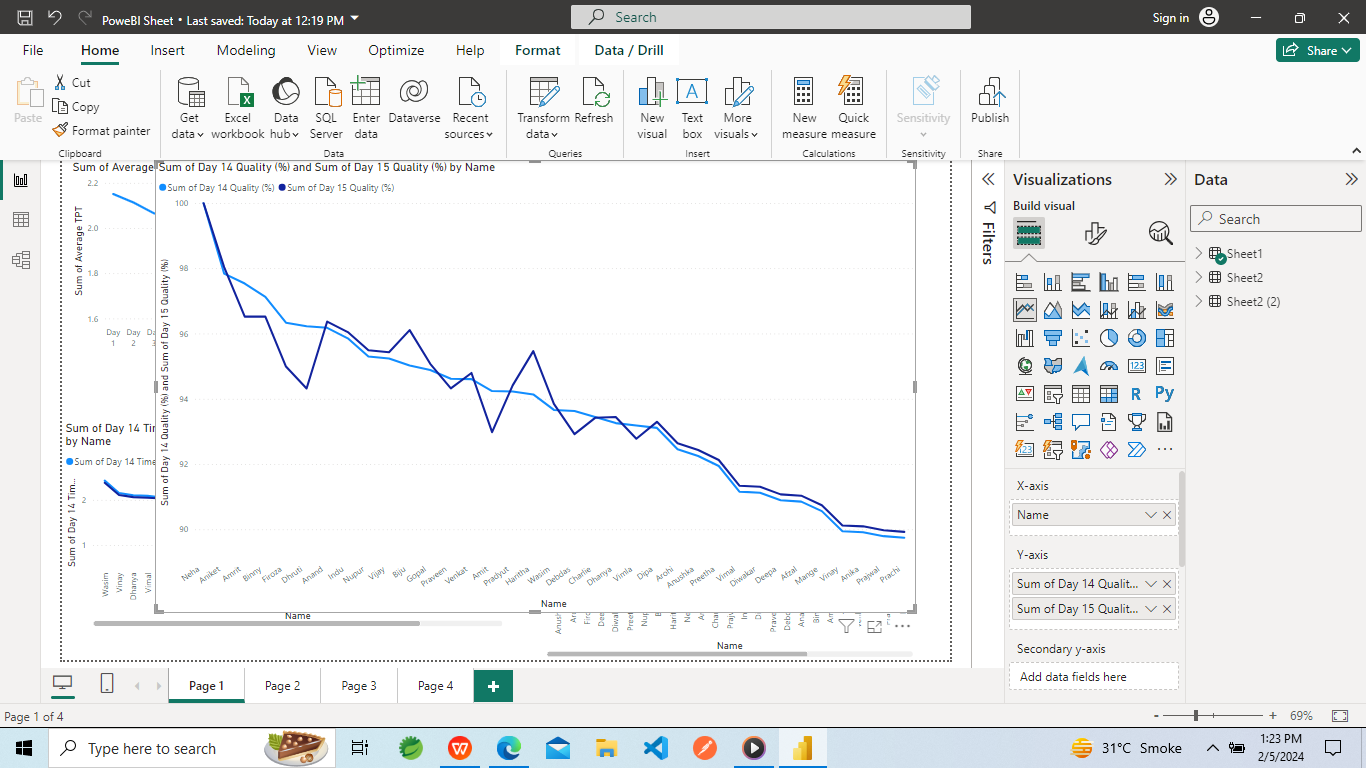 PoweBI Sheet • Last saved: Today at 12:19 PM
Search
Sign in
File Home Insert Modeling View Optimize Help Format Data / Drill
Share
Paste
Cut
Copy
Format painter
Clipboard
Get data
Excel workbook
Data hub
SQL Server
Enter data
Dataverse
Recent sources
Data
Transform data
Refresh
Queries
New visual
Text box
More visuals
Insert
New measure
Quick measure
Calculations
Sensitivity
Sensitivity
Publish
Share
Sum of Average
Sum of Average TPT
2.2
2.0
1.8
1.6
Day 1
Day 2
Sum of Day 14 Quality (%) and Sum of Day 15 Quality (%) by Name
Sum of Day 14 Quality (%) Sum of Day 15 Quality (%)
Sum of Day 14 Quality (%) and Sum of Day 15 Quality (%)
100
98
96
94
92
90
Neha Aniket Amrit Binny Firoza Dhruti Anand Indu Nupur Vijay Biju Gopal Praveen Venkat Amit Pradyut Haritha Wasim Debdas Charlie Dhanya Vimla Dipa Arohi Anushka Preetha Vimal Diwakar Deepa Afzal Mange Vinay Anika Prajwal Prachi
Name
Sum of Day 14 Ti
by Name
Sum of Day 14 Time
Sum of Day 14 Tim...
2
1
Wasim Vinay Dhanya Vimal
Name
Name
Filters
Visualizations
Build visual
123
R
Py
123
X-axis
Name
Y-axis
Sum of Day 14 Qualit...
Sum of Day 15 Qualit...
Secondary y-axis
Add data fields here
Data
Search
Sheet1
Sheet2
Sheet2 (2)
Page 1 Page 2 Page 3 Page 4 +
Page 1 of 4
- + 69%
Type here to search
31°C Smoke
1:23 PM
2/5/2024